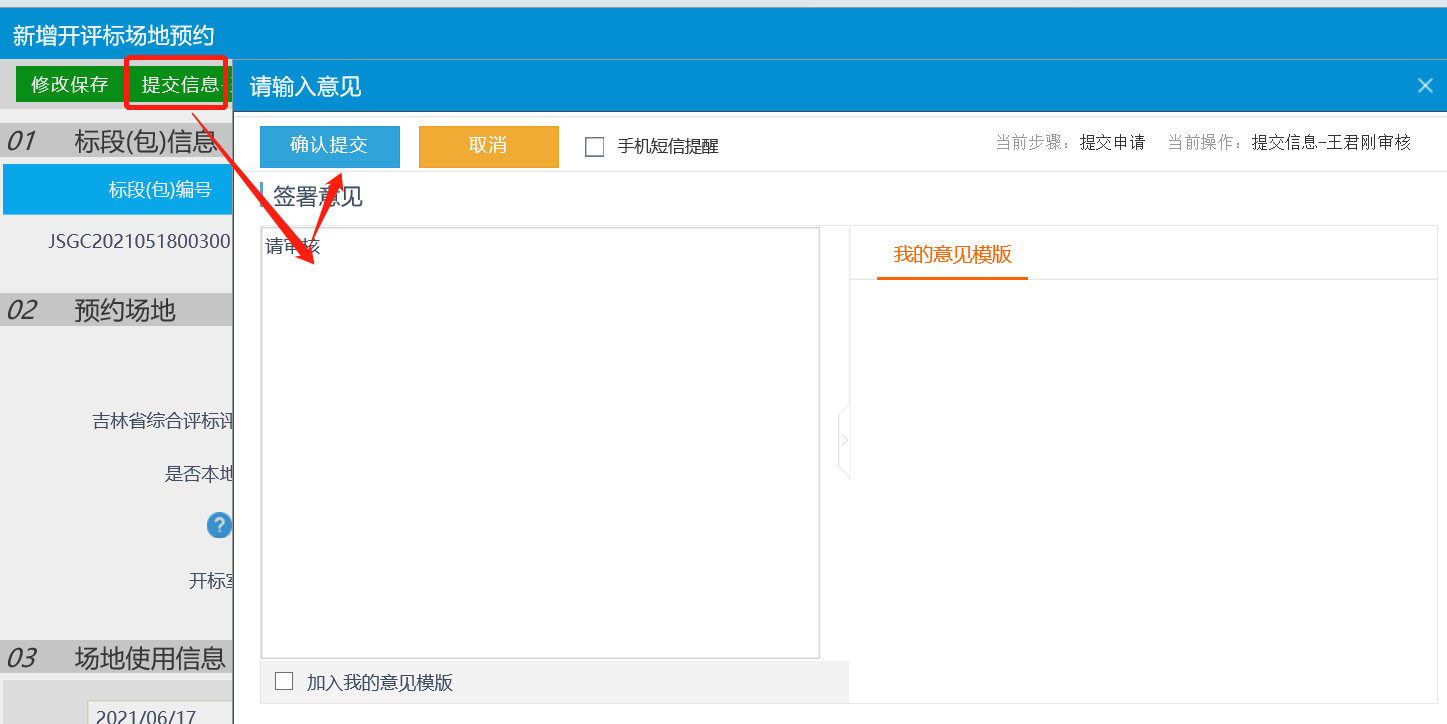 新增开评标场地预约
修改保存 提交信息-
请输入意见
确认提交 取消 手机短信提醒 当前步骤：提交申请 当前操作：提交信息-王君刚审核
01 标段(包)信息
标段(包)编号
签署意见
JSGC2021051800300
请审核
我的意见模版
02 预约场地
吉林省综合评标评
是否本地
?
开标室
03 场地使用信息
加入我的意见模版
2021/06/17